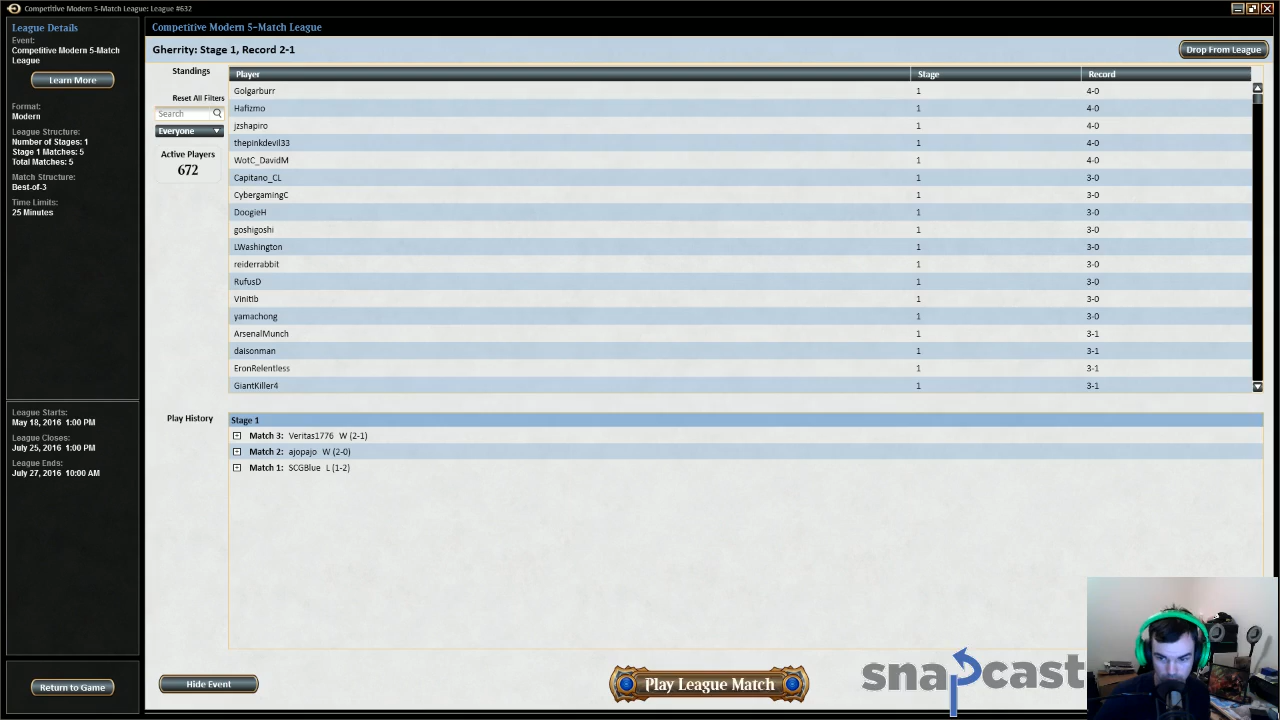 Competitive Modern 5-Match League: League #632
League Details
Event:
Competitive Modern 5-Match
League
Learn More
Format:
Modern
League Structure:
Number of Stages: 1
Stage 1 Matches: 5
Total Matches: 5
Match Structure:
Best-of-3
Time Limits:
25 Minutes
League Starts:
May 18, 2016 1:00 PM
League Closes:
July 25, 2016 1:00 PM
League Ends:
July 27, 2016 10:00 AM
Return to Game
Competitive Modern 5-Match League
Gherrity: Stage 1, Record 2-1
Drop From League
Standings
Reset All Filters
Search
Everyone
Active Players
672
Player Stage Record
Golgarburr 1 4-0
Hafizmo 1 4-0
jzshapiro 1 4-0
thepinkdevil33 1 4-0
WotC_DavidM 1 4-0
Capitano_CL 1 3-0
CybergamingC 1 3-0
DoogieH 1 3-0
goshigoshi 1 3-0
LWashington 1 3-0
reiderrabbit 1 3-0
RufusD 1 3-0
Vinitlb 1 3-0
yamachong 1 3-0
ArsenalMunch 1 3-1
daisonman 1 3-1
EronRelentless 1 3-1
GiantKiller4 1 3-1
Play History
Stage 1
Match 3: Veritas1776 W (2-1)
Match 2: ajopajo W (2-0)
Match 1: SCGBlue L (1-2)
Hide Event
Play League Match
snapcast